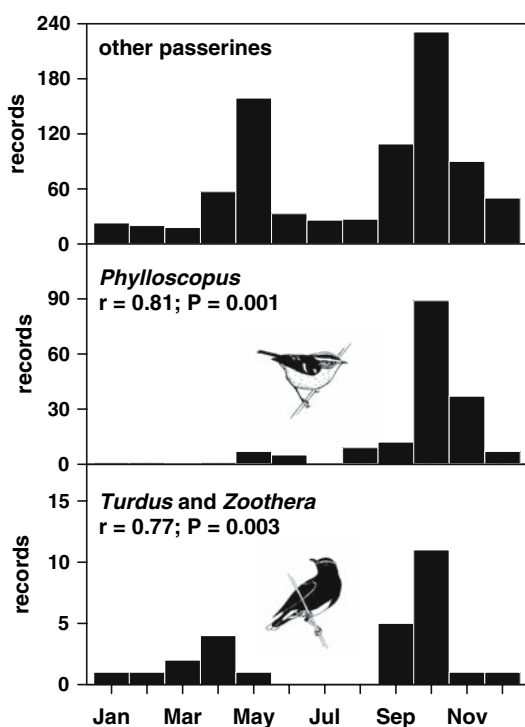 other passerines
records
240
180
120
60
0
Phylloscopus
r = 0.81; P = 0.001
records
90
60
30
0
Turdus and Zoothera
r = 0.77; P = 0.003
records
15
10
5
0
Jan Mar May Jul Sep Nov